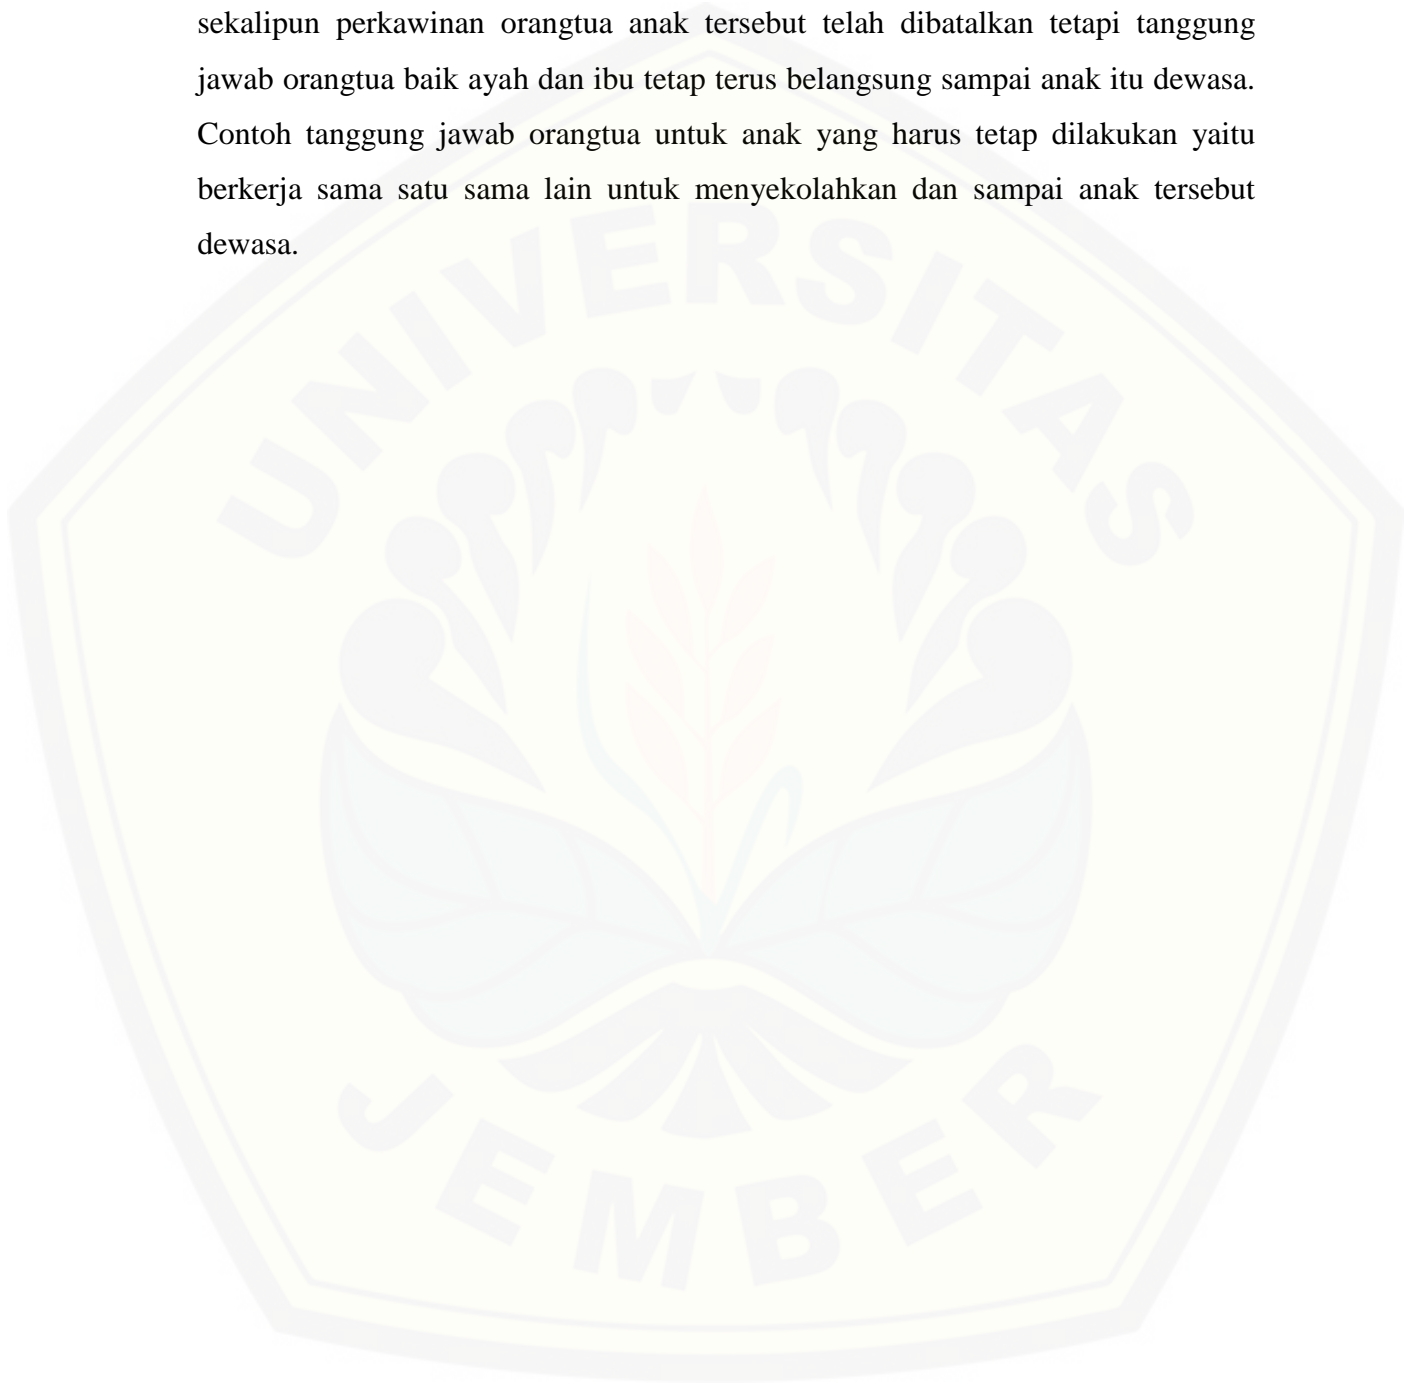 sekalipun perkawinan orangtua anak tersebut telah dibatalkan tetapi tanggung
jawab orangtua baik ayah dan ibu tetap terus belangsung sampai anak itu dewasa.
Contoh tanggung jawab orangtua untuk anak yang harus tetap dilakukan yaitu
berkerja sama satu sama lain untuk menyekolahkan dan sampai anak tersebut
dewasa.
UNIVERSITAS
JEMBER